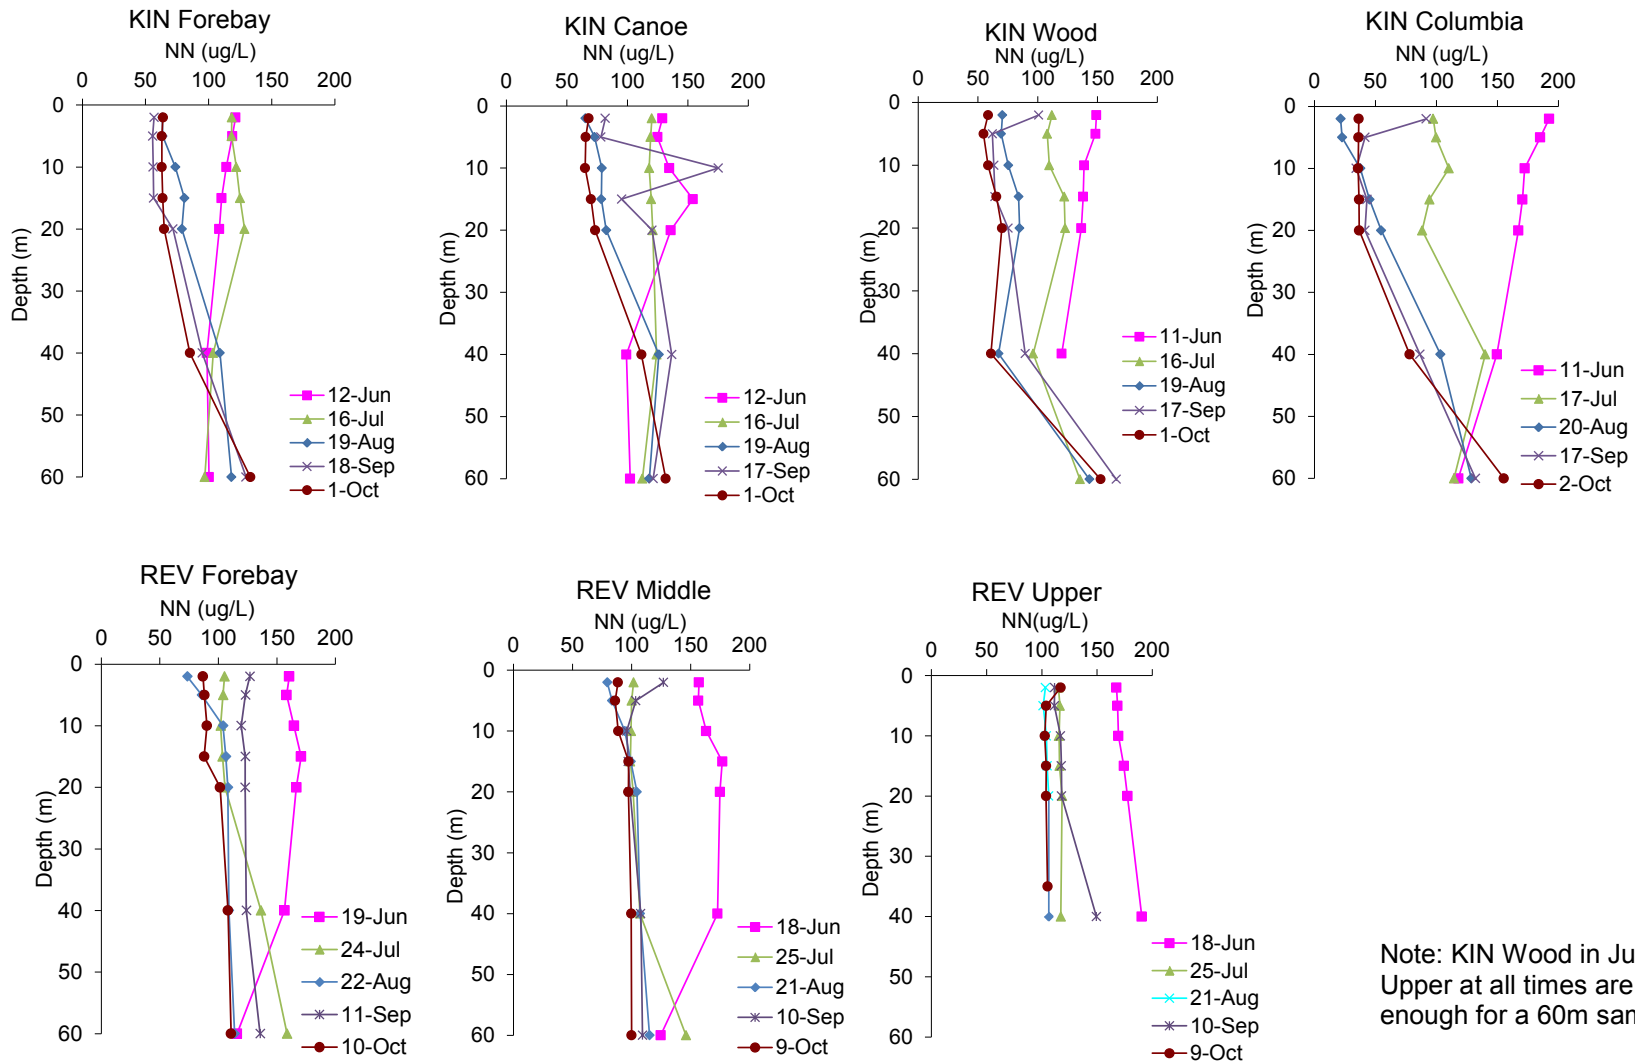 KIN Forebay
NN (ug/L)
0 50 100 150 200
0
10
20
30
40
50
60
Depth (m)
12-Jun
16-Jul
19-Aug
18-Sep
1-Oct
KIN Canoe
NN (ug/L)
0 50 100 150 200
0
10
20
30
40
50
60
Depth (m)
12-Jun
16-Jul
19-Aug
17-Sep
1-Oct
KIN Wood
NN (ug/L)
0 50 100 150 200
0
10
20
30
40
50
60
Depth (m)
11-Jun
16-Jul
19-Aug
17-Sep
1-Oct
KIN Columbia
NN (ug/L)
0 50 100 150 200
0
10
20
30
40
50
60
Depth (m)
11-Jun
17-Jul
20-Aug
17-Sep
2-Oct
REV Forebay
NN (ug/L)
0 50 100 150 200
0
10
20
30
40
50
60
Depth (m)
19-Jun
24-Jul
22-Aug
11-Sep
10-Oct
REV Middle
NN (ug/L)
0 50 100 150 200
0
10
20
30
40
50
60
Depth (m)
18-Jun
25-Jul
21-Aug
10-Sep
9-Oct
REV Upper
NN(ug/L)
0 50 100 150 200
0
10
20
30
40
50
60
Depth (m)
18-Jun
25-Jul
21-Aug
10-Sep
9-Oct
Note: KIN Wood in Ju
Upper at all times are
enough for a 60m sam